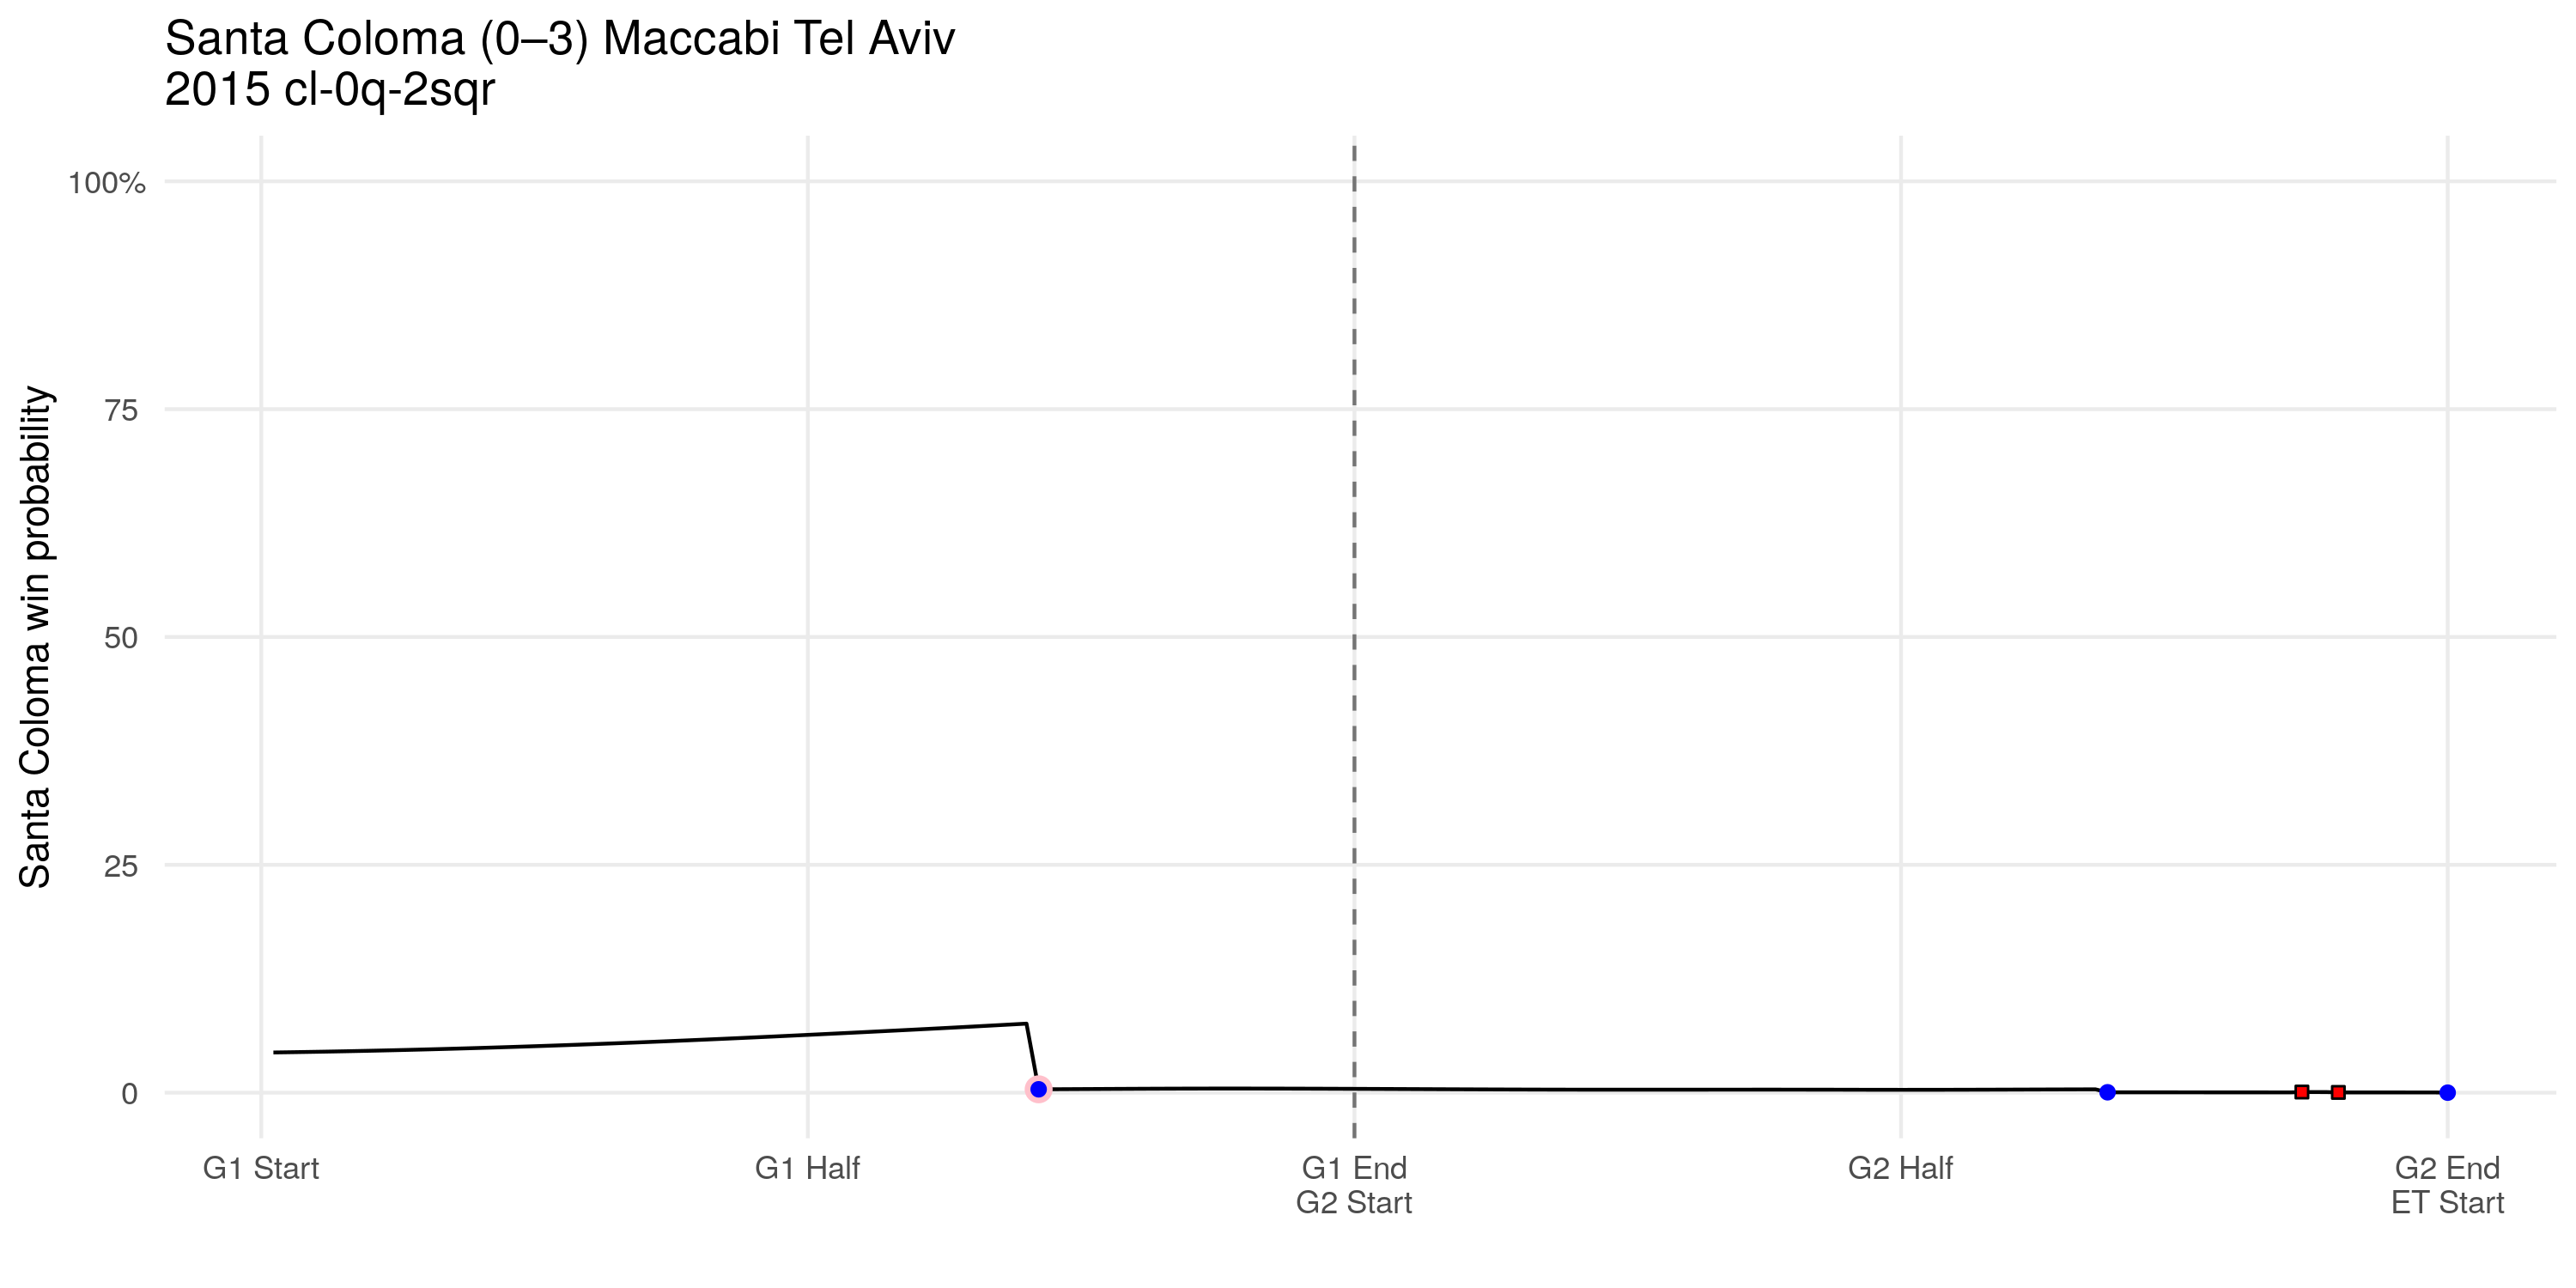 Santa Coloma (0–3) Maccabi Tel Aviv
2015 cl-0q-2sqr
Santa Coloma win probability
100%
75
50
25
0
G1 Start
G1 Half
G1 End
G2 Start
G2 Half
G2 End
ET Start